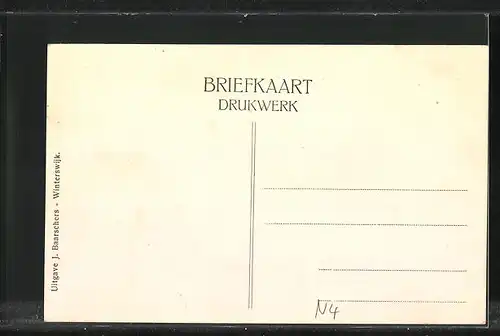 BRIEFKAART
DRUKWERK
Uitgave J. Baarschers - Winterswijk.
N4